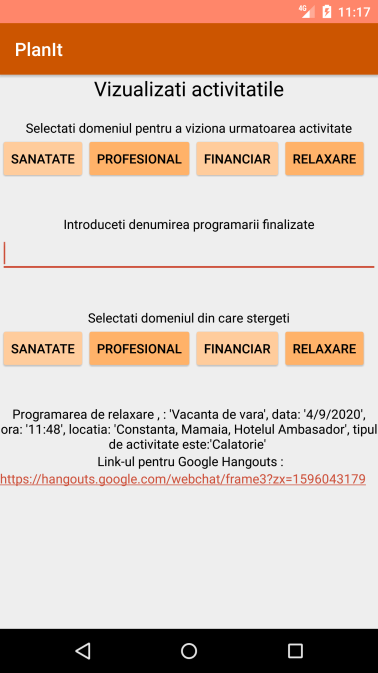 4G 11:17
PlanIt
Vizualizati activitatile
Selectati domeniul pentru a viziona urmatoarea activitate
SANATATE PROFESIONAL FINANCIAR RELAXARE
Introduceti denumirea programarii finalizate
Selectati domeniul din care stergeti
SANATATE PROFESIONAL FINANCIAR RELAXARE
Programarea de relaxare , : 'Vacanta de vara', data: '4/9/2020',
ora: '11:48', locatia: 'Constanta, Mamaia, Hotelul Ambasador', tipul
de activitate este:'Calatorie'
Link-ul pentru Google Hangouts :
https://hangouts.google.com/webchat/frame3?zx=1596043179